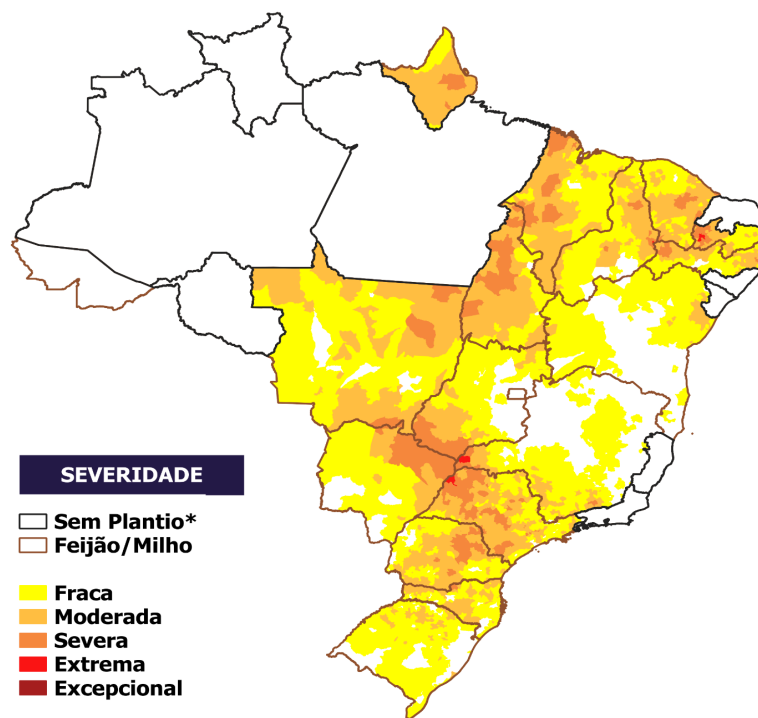 SEVERIDADE
Sem Plantio*
Feijão/Milho
Fraca
Moderada
Severa
Extrema
Excepcional